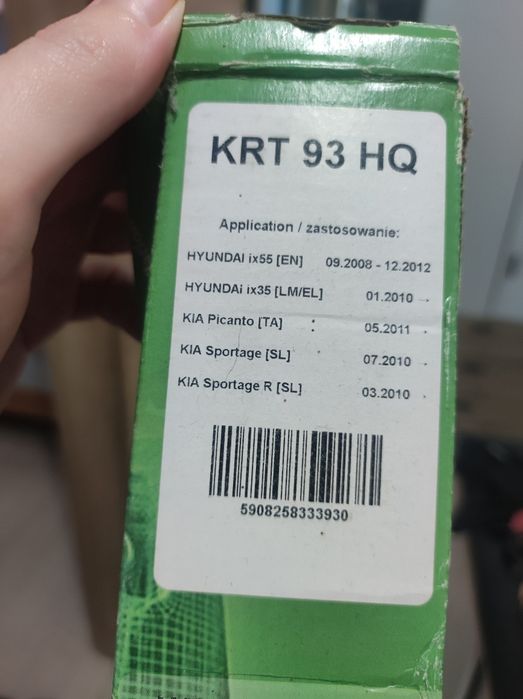 KRT 93 HQ
Application / zastosowanie:
HYUNDAI ix55 [EN] 09.2008 - 12.2012
HYUNDAi ix35 [LM/EL] 01.2010 -
KIA Picanto [TA] : 05.2011 -
KIA Sportage [SL] 07.2010 -
KIA Sportage R [SL] 03.2010 -
5908258333930